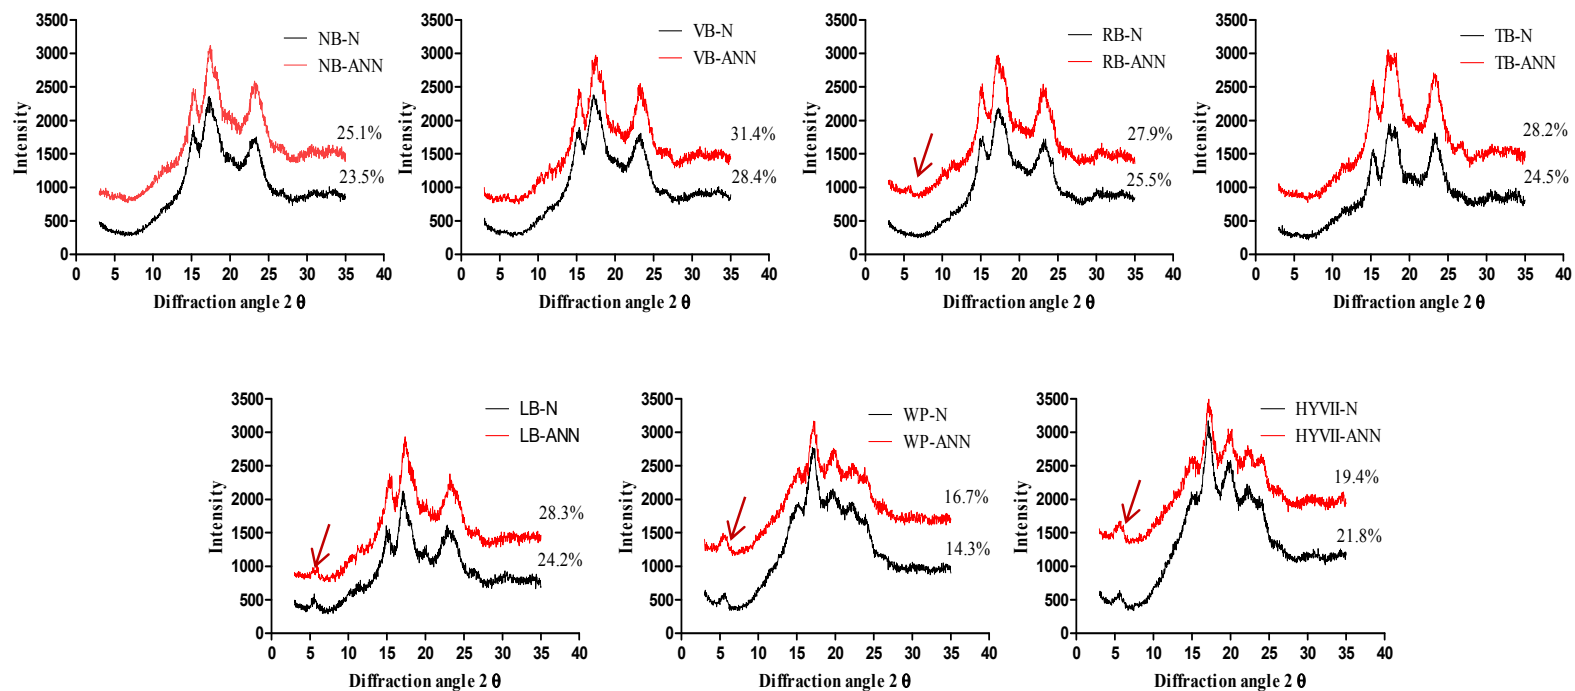 3500
3000
2500
2000
1500
1000
500
0
Intensity
NB-N
NB-ANN
25.1%
23.5%
0 5 10 15 20 25 30 35 40
Diffraction angle 2 θ
3500
3000
2500
2000
1500
1000
500
0
Intensity
VB-N
VB-ANN
31.4%
28.4%
0 5 10 15 20 25 30 35 40
Diffraction angle 2 θ
3500
3000
2500
2000
1500
1000
500
0
Intensity
RB-N
RB-ANN
27.9%
25.5%
0 5 10 15 20 25 30 35 40
Diffraction angle 2 θ
3500
3000
2500
2000
1500
1000
500
0
Intensity
TB-N
TB-ANN
28.2%
24.5%
0 5 10 15 20 25 30 35 40
Diffraction angle 2 θ
3500
3000
2500
2000
1500
1000
500
0
Intensity
LB-N
LB-ANN
28.3%
24.2%
0 5 10 15 20 25 30 35 40
Diffraction angle 2 θ
3500
3000
2500
2000
1500
1000
500
0
Intensity
WP-N
WP-ANN
16.7%
14.3%
0 5 10 15 20 25 30 35 40
Diffraction angle 2 θ
3500
3000
2500
2000
1500
1000
500
0
Intensity
HYVII-N
HYVII-ANN
19.4%
21.8%
0 5 10 15 20 25 30 35 40
Diffraction angle 2 θ